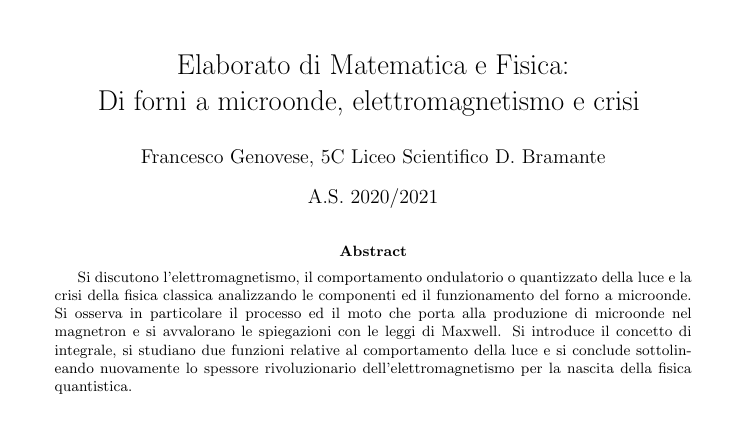 Elaborato di Matematica e Fisica:
Di forni a microonde, elettromagnetismo e crisi
Francesco Genovese, 5C Liceo Scientifico D. Bramante
A.S. 2020/2021
Abstract
Si discutono l'elettromagnetismo, il comportamento ondulatorio o quantizzato della luce e la
crisi della fisica classica analizzando le componenti ed il funzionamento del forno a microonde.
Si osserva in particolare il processo ed il moto che porta alla produzione di microonde nel
magnetron e si avvalorano le spiegazioni con le leggi di Maxwell. Si introduce il concetto di
integrale, si studiano due funzioni relative al comportamento della luce e si conclude sottolin-
eando nuovamente lo spessore rivoluzionario dell'elettromagnetismo per la nascita della fisica
quantistica.